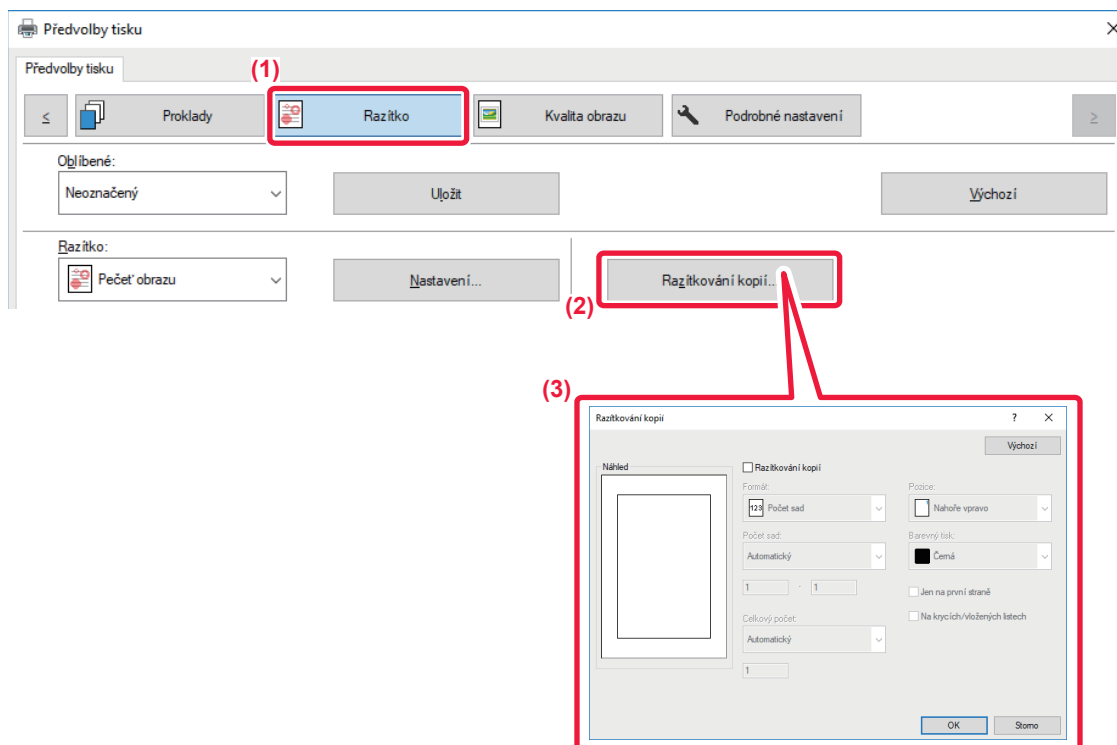 Předvolby tisku
Předvolby tisku
(1)
< Proklady Razítko Kvalita obrazu Podrobné nastavení >
Oblíbené:
Neoznačený Uložit Výchozí
Razítko:
Pečeť obrazu Nastavení... Razítkování kopií...
(2)
(3)
Razítkování kopií ?
Výchozí
Náhled Razítkování kopií
Formát: Pozice:
123 Počet sad Nahoře vpravo
Počet sad: Barevný tisk:
Automatický Černá
1 - 1 Jen na první straně
Celkový počet: Na krycích/vložených listech
Automatický
1
OK Storno